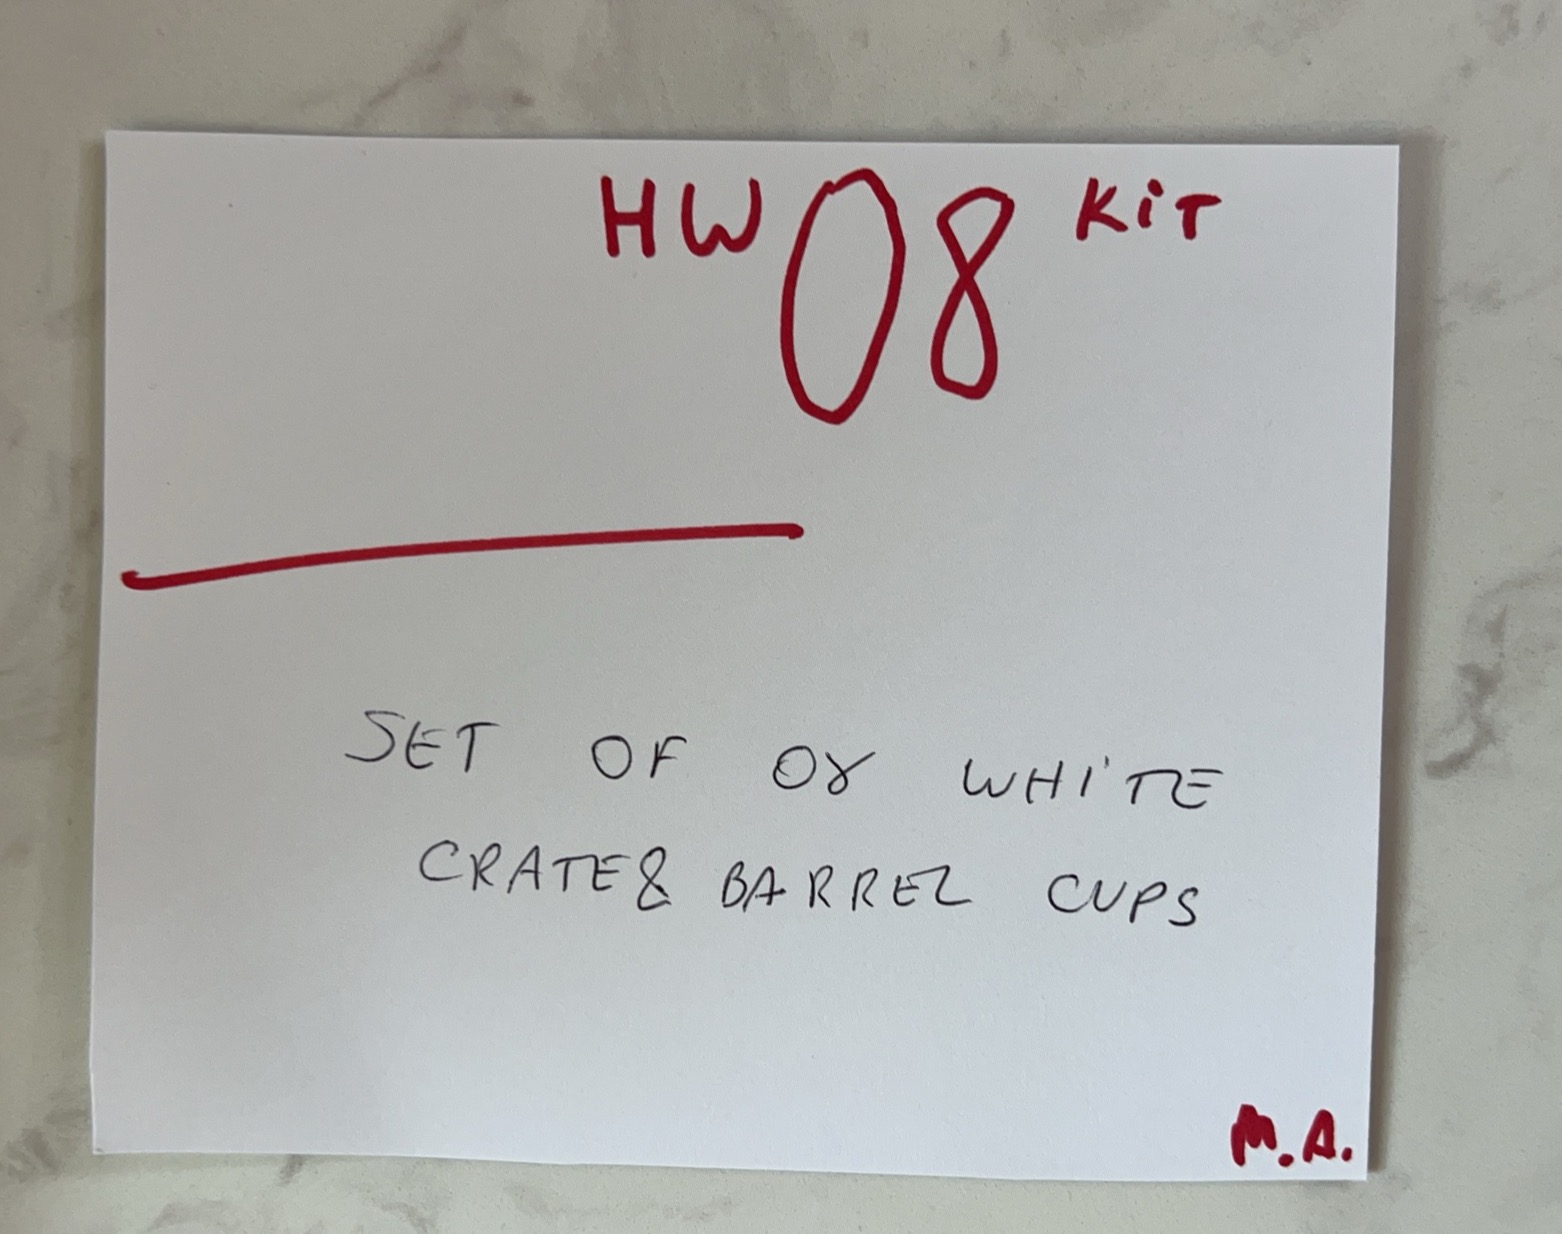 HW 08 KiT
SET OF 08 WHiTE
CRATE& BARREL CUPS
M.A.